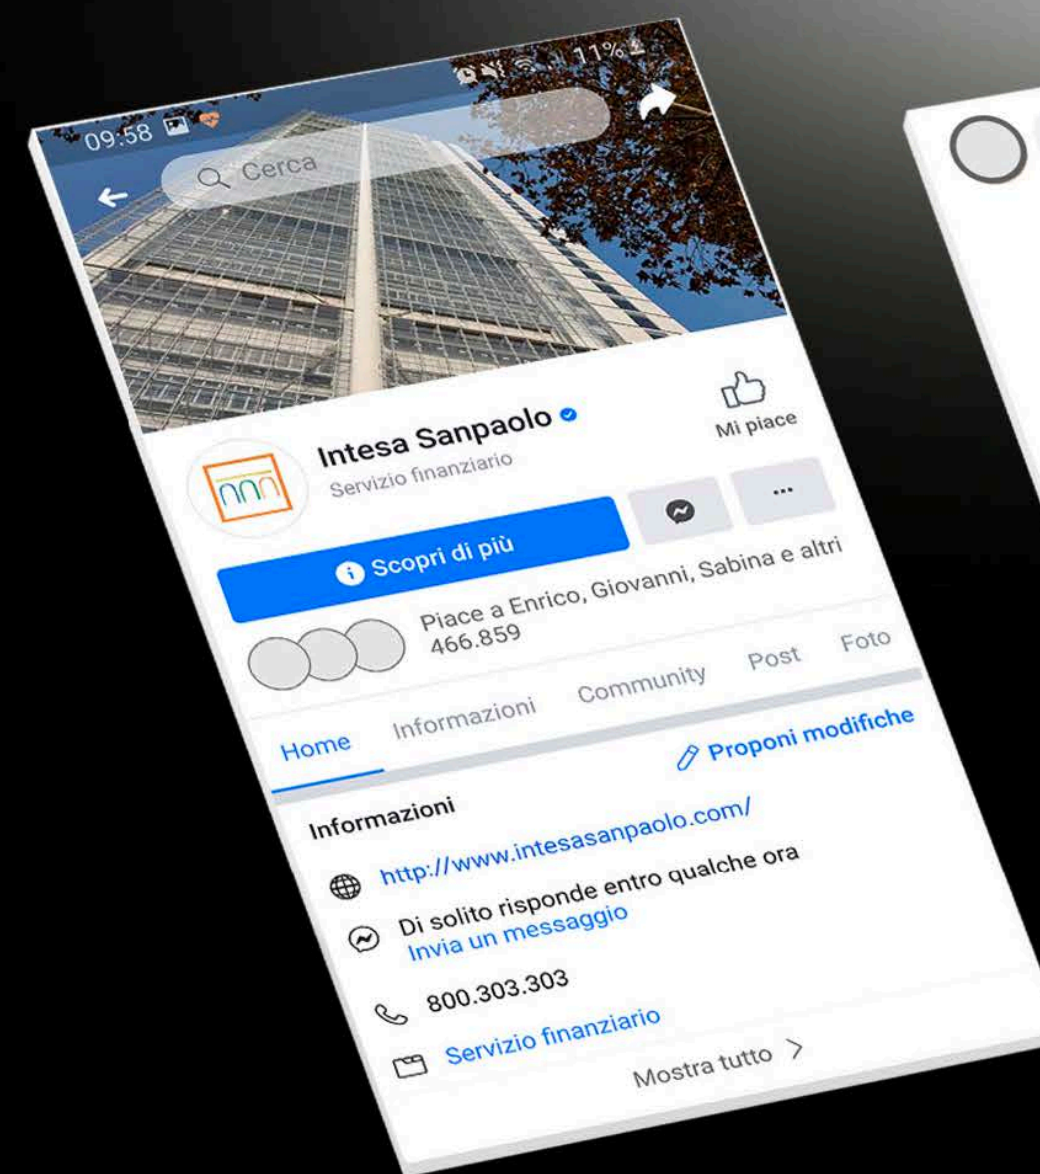 09:58
11%
Cerca
Intesa Sanpaolo
Servizio finanziario
Mi piace
Scopri di più
Piace a Enrico, Giovanni, Sabina e altri
466.859
Home Informazioni Community Post Foto
Informazioni
Proponi modifiche
http://www.intesasanpaolo.com/
Di solito risponde entro qualche ora
Invia un messaggio
800.303.303
Servizio finanziario
Mostra tutto